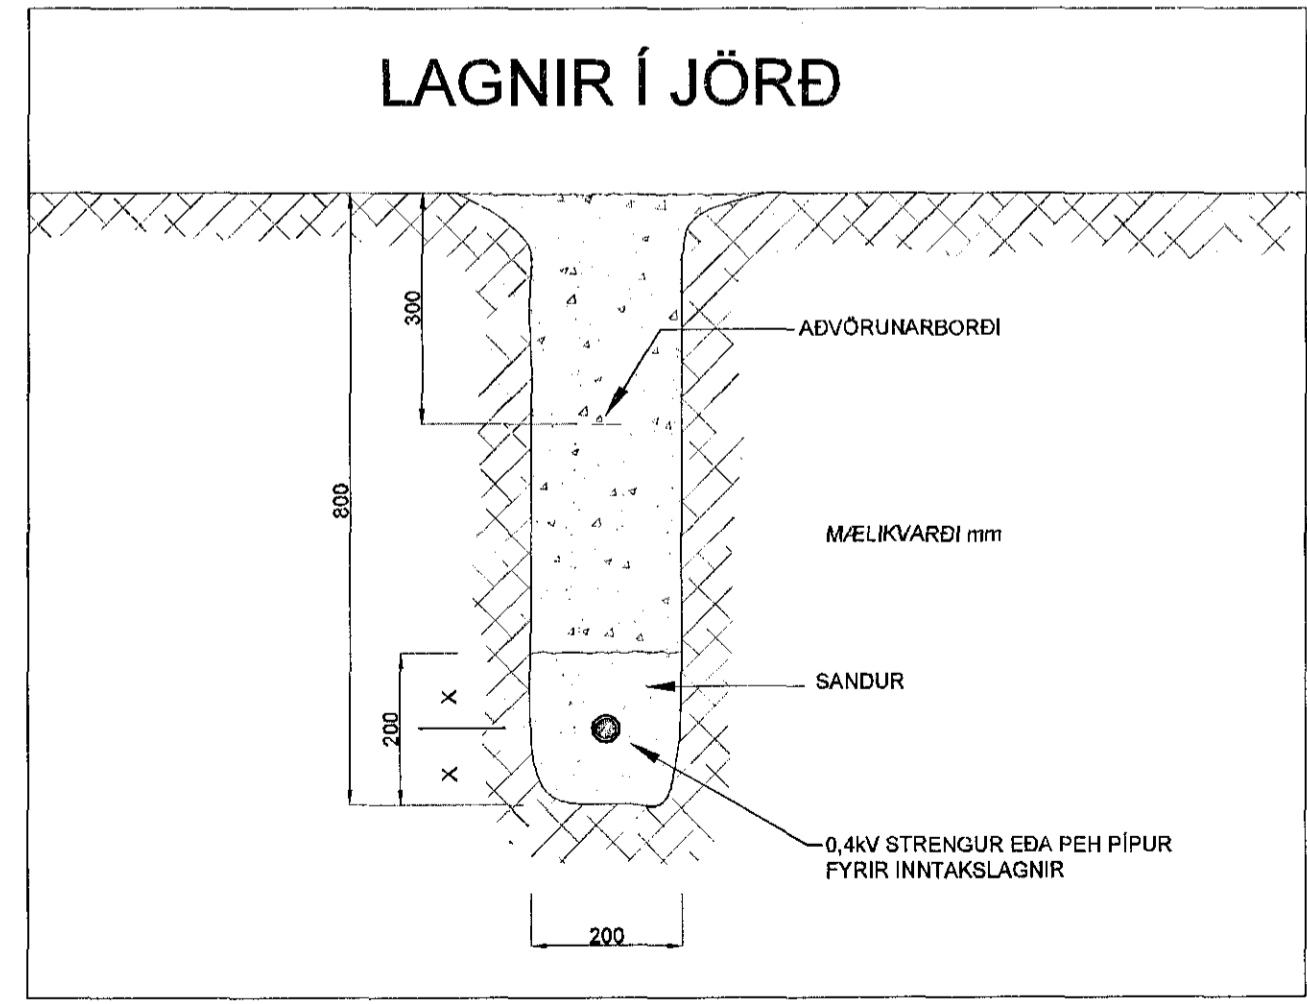 LAGNIR Í JÖRÐ
300
AÐVÖRUNARBORÐI
800
MÆLIKVARÐI mm
SANDUR
X
200
X
0,4kV STRENGUR EÐA PEH PÍPUR
FYRIR INNTAKSLAGNIR
200